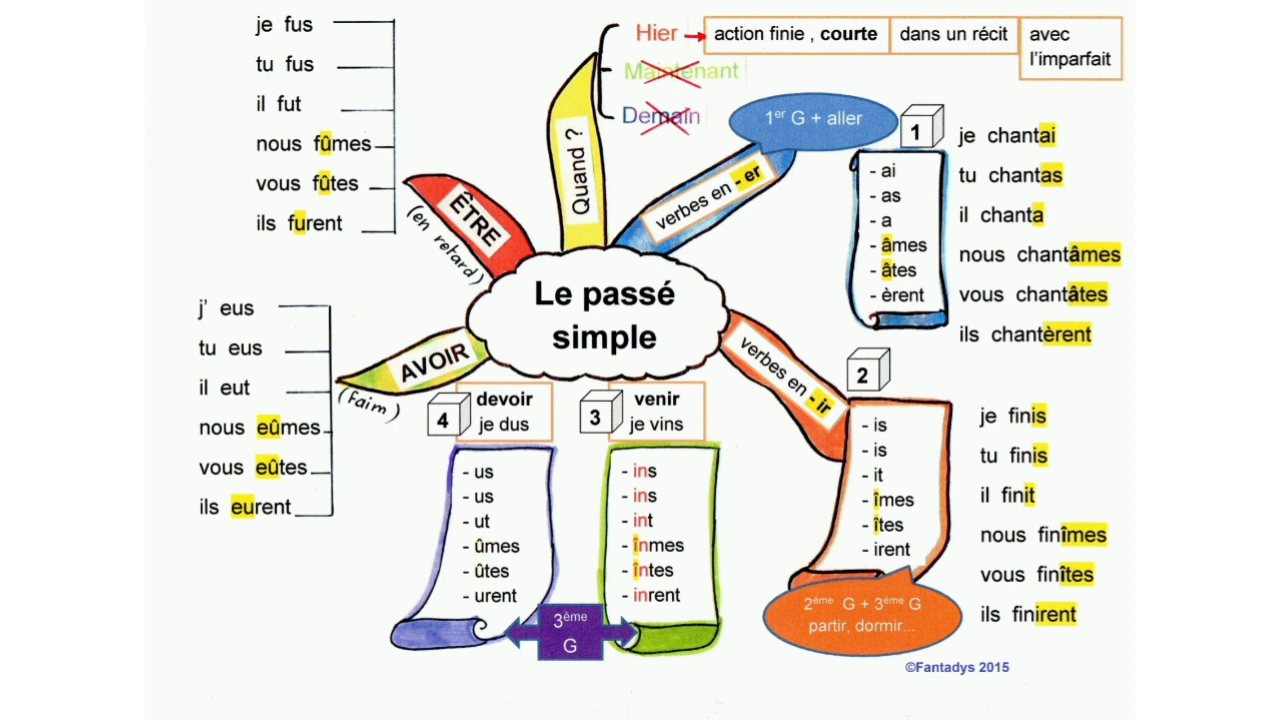 Le passé
simple
Quand ?
Hier
action finie , courte
dans un récit
avec
l'imparfait
Maintenant
Demain
ÊTRE
(en retard)
je fus
tu fus
il fut
nous fûmes
vous fûtes
ils furent
AVOIR
(faim)
j' eus
tu eus
il eut
nous eûmes
vous eûtes
ils eurent
verbes en - er
1er G + aller
1
- ai
- as
- a
- âmes
- âtes
- èrent
je chantai
tu chantas
il chanta
nous chantâmes
vous chantâtes
ils chantèrent
verbes en - ir
2
- is
- is
- it
- îmes
- îtes
- irent
je finis
tu finis
il finit
nous finîmes
vous finîtes
ils finirent
2ème G + 3ème G
partir, dormir...
3
venir
je vins
- ins
- ins
- int
- înmes
- întes
- inrent
4
devoir
je dus
- us
- us
- ut
- ûmes
- ûtes
- urent
3ème
G
©Fantadys 2015